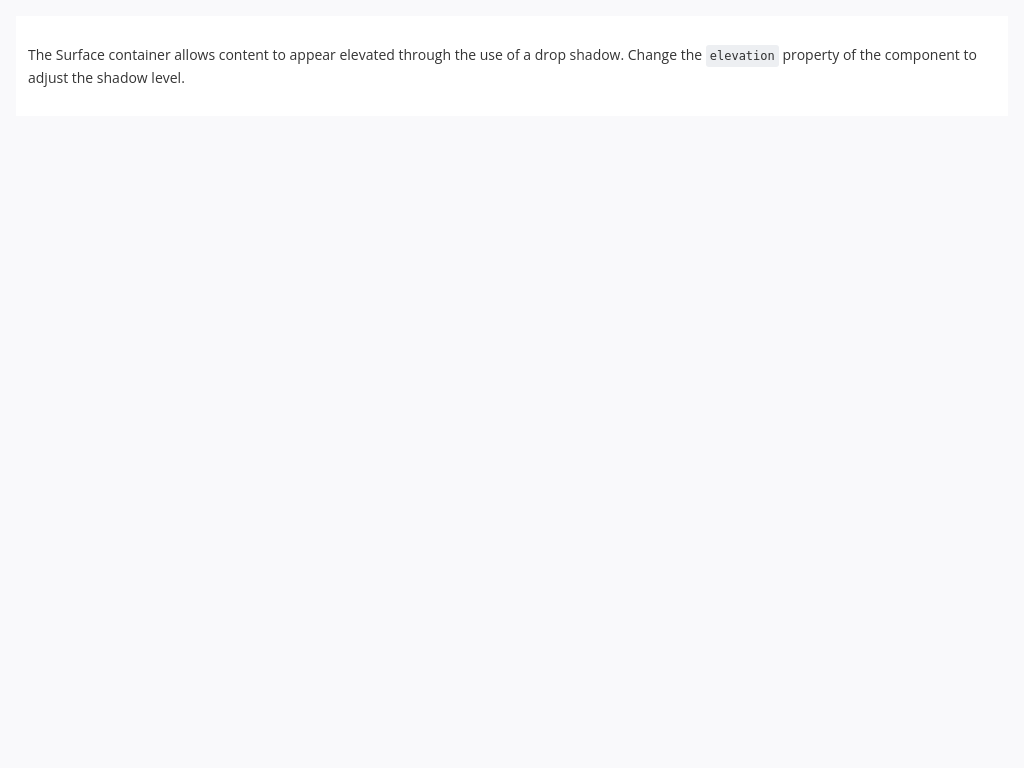 The Surface container allows content to appear elevated through the use of a drop shadow. Change the elevation property of the component to
adjust the shadow level.